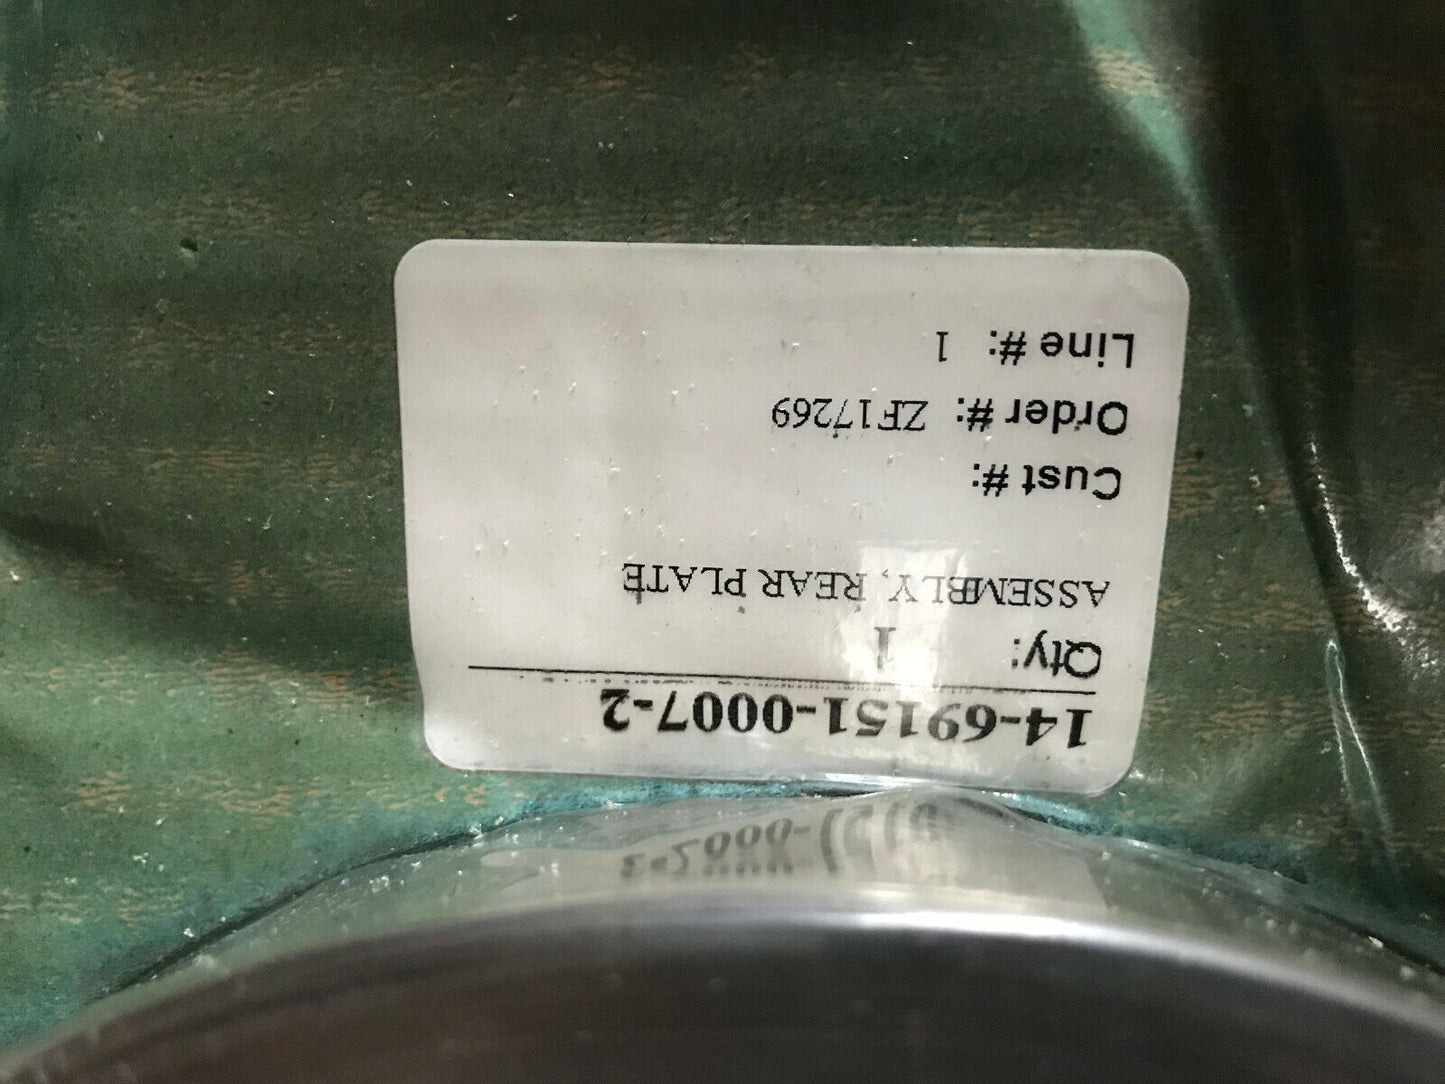 14-69151-0007-2
Qty: 1
ASSEMBLY, REAR PLATE
Cust #:
Order #: ZF17269
Line #: 1